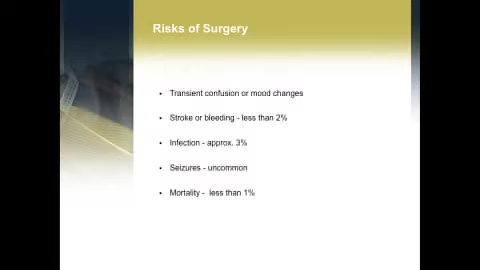 Risks of Surgery
• Transient confusion or mood changes
• Stroke or bleeding - less than 2%
• Infection - approx. 3%
• Seizures - uncommon
• Mortality -  less than 1%